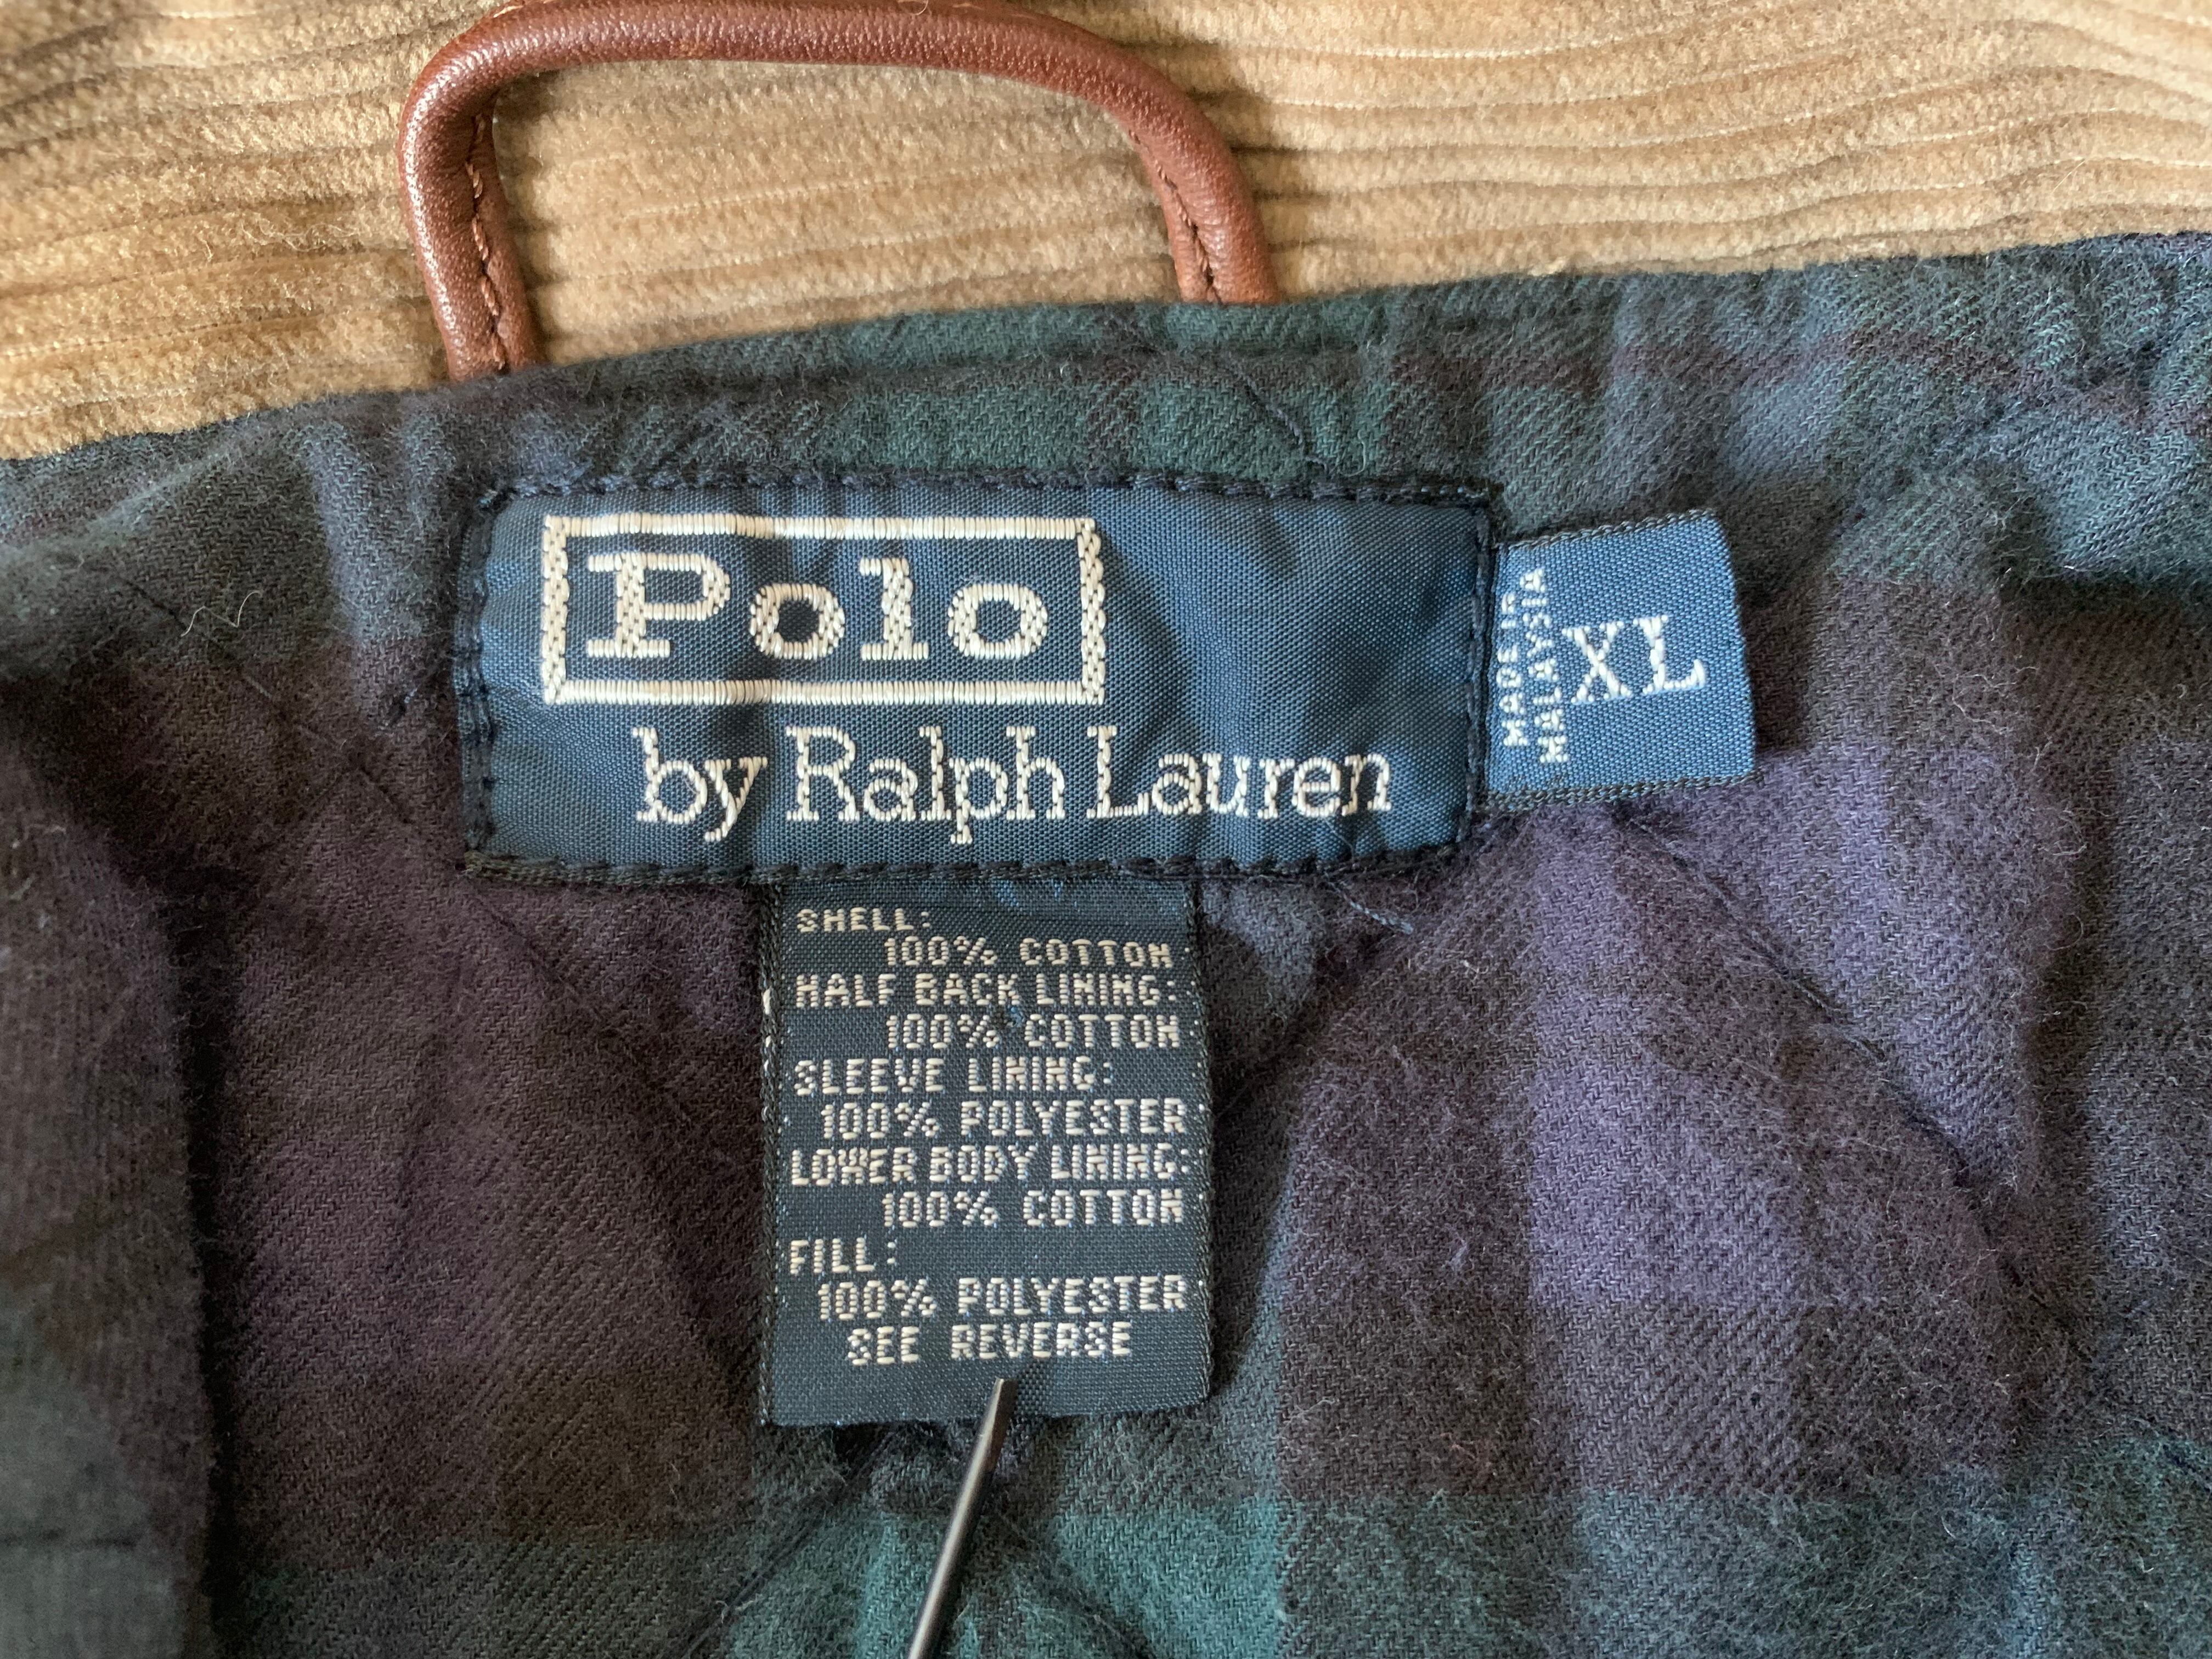 Polo
by Ralph Lauren
MADE IN
MALAYSIA
XL
SHELL:
100% COTTON
HALF BACK LINING:
100% COTTON
SLEEVE LINING:
100% POLYESTER
LOWER BODY LINING:
100% COTTON
FILL:
100% POLYESTER
SEE REVERSE